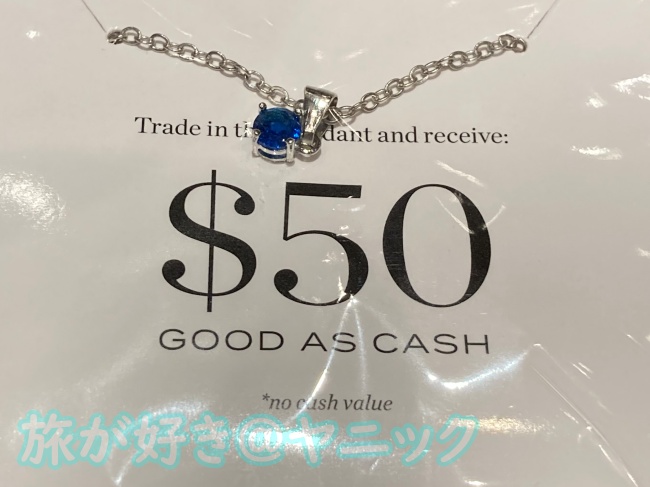 Trade in t dant and receive:
$50
GOOD AS CASH
*no cash value
旅が好き@ヤニック